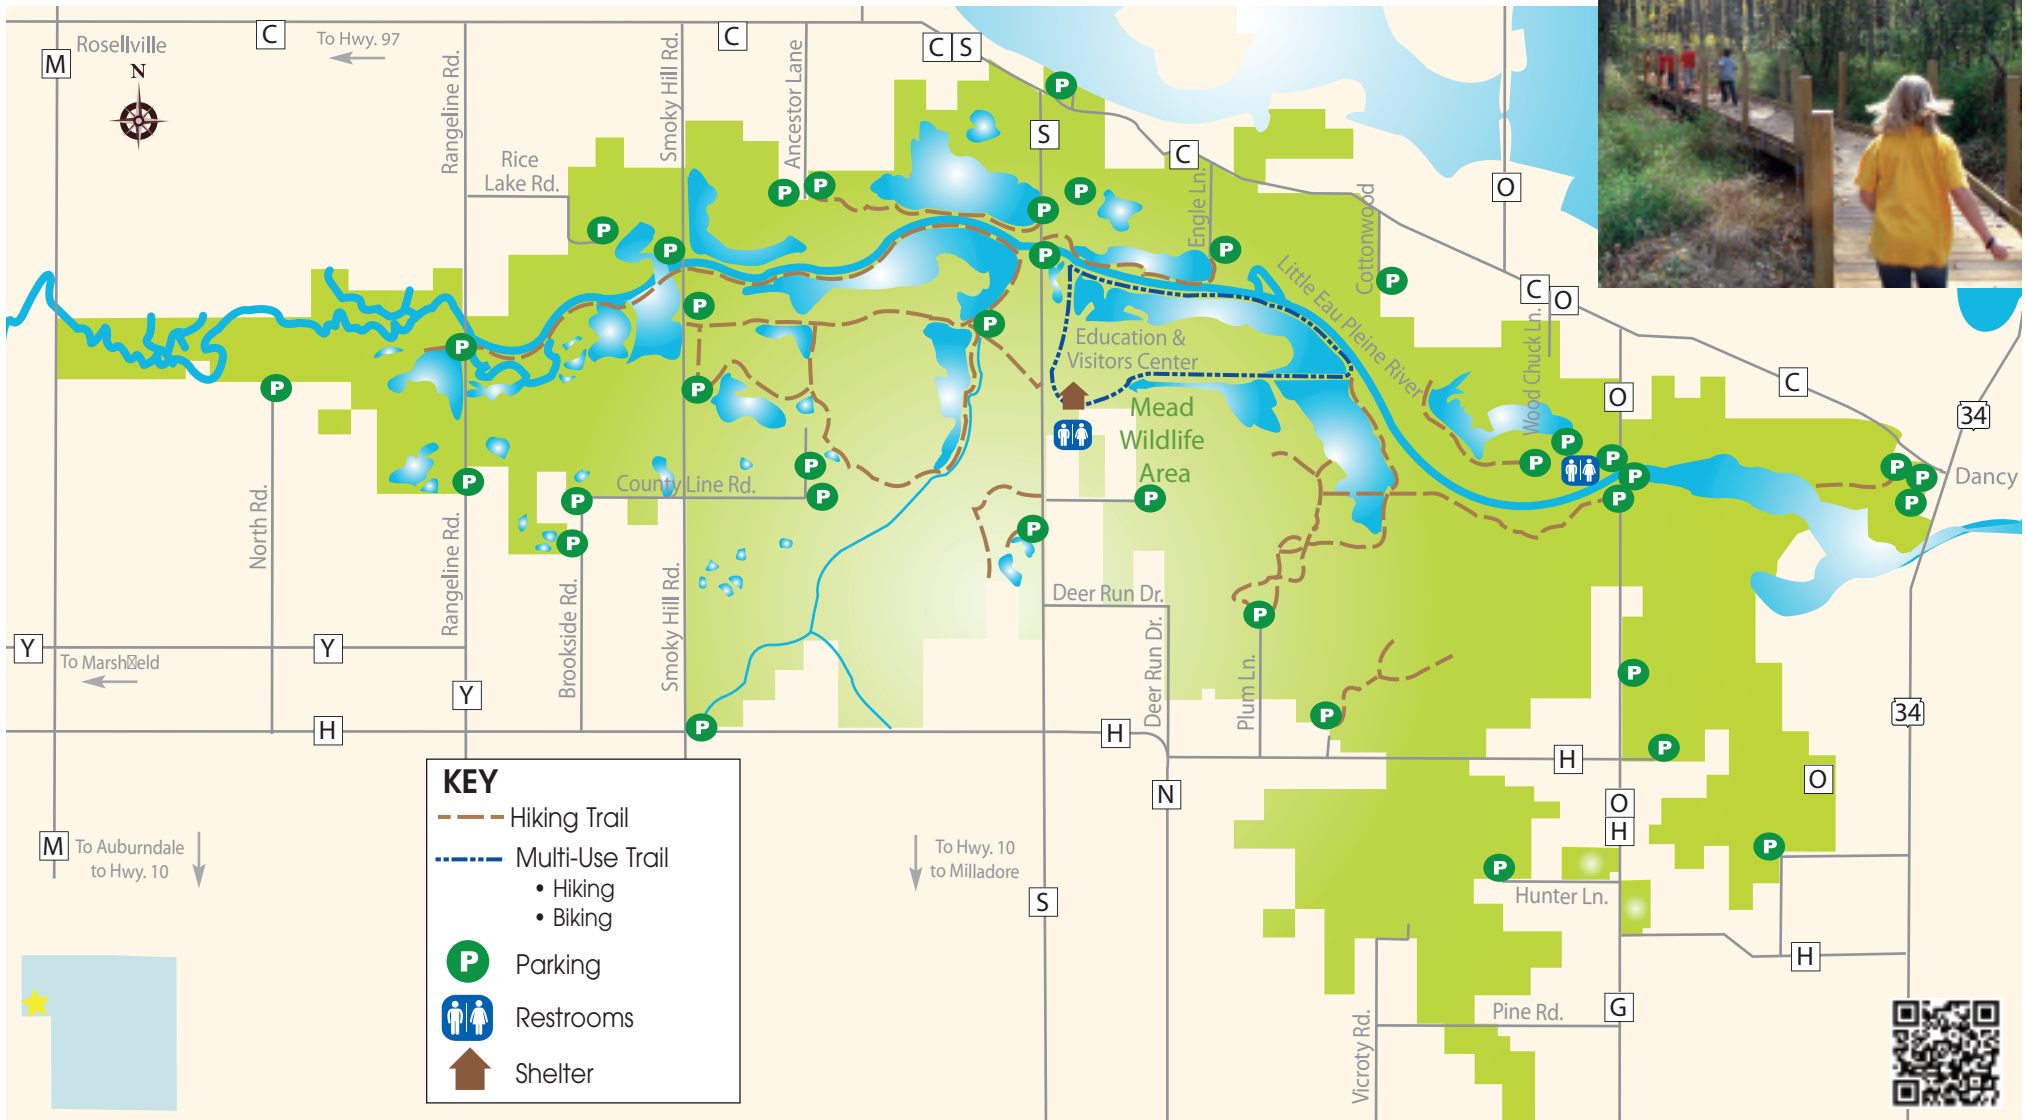 C
Rosellville
To Hwy. 97
C
C S
M
N
Rangeline Rd.
Smoky Hill Rd.
Ancestor Lane
P
S
C
O
Rice
Lake Rd.
P
P
P
P
P
P
P
P
P
P
Engle Ln.
Cottonwood
Little Eau Pleine River
C
O
Wood Chuck Ln.
P
P
P
P
P
Education &
Visitors Center
C
O
34
Mead
Wildlife
Area
P
P
P
P
P
P
P
P
P
P
Dancy
County Line Rd.
P
P
P
P
P
P
P
North Rd.
Rangeline Rd.
Brookside Rd.
Smoky Hill Rd.
Deer Run Dr.
Deer Run Dr.
Plum Ln.
P
Y
Y
To Marsh
eld
Y
P
P
P
P
34
H
H
H
O
KEY
Hiking Trail
Multi-Use Trail
• Hiking
• Biking
P Parking
Restrooms
Shelter
N
O
H
M
To Auburndale
to Hwy. 10
To Hwy. 10
to Milladore
P
P
Hunter Ln.
S
H
Pine Rd.
G
Vicroty Rd.